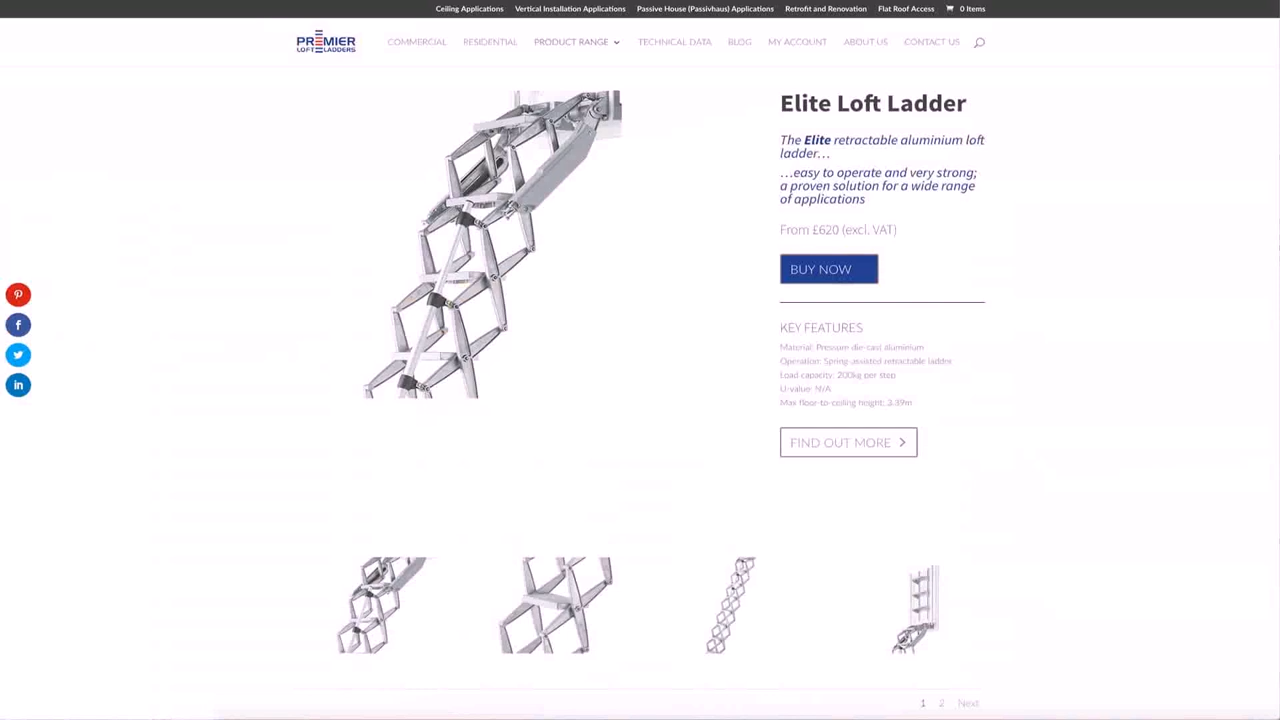 Ceiling Applications Vertical Installation Applications Passive House (Passivhaus) Applications Retrofit and Renovation Flat Roof Access 0 Items
PREMIER
LOFT LADDERS
COMMERCIAL RESIDENTIAL PRODUCT RANGE TECHNICAL DATA BLOG MY ACCOUNT ABOUT US CONTACT US
Elite Loft Ladder
The Elite retractable aluminium loft
ladder…
…easy to operate and very strong;
a proven solution for a wide range
of applications
From £620 (excl. VAT)
BUY NOW
KEY FEATURES
Material: Premium die-cast aluminium
Operation: Spring assisted retractable ladder
Load capacity: 200kg per step
U-value: N/A
Max floor-to-ceiling height: 3.39m
FIND OUT MORE
1 2 Next